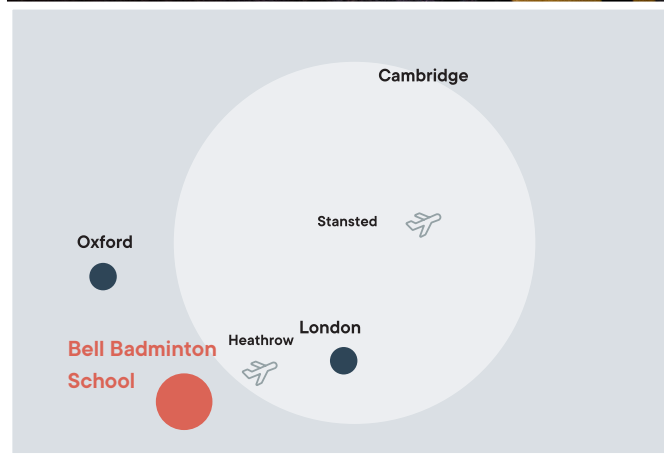 Cambridge
Stansted
Oxford
London
Heathrow
Bell Badminton
School